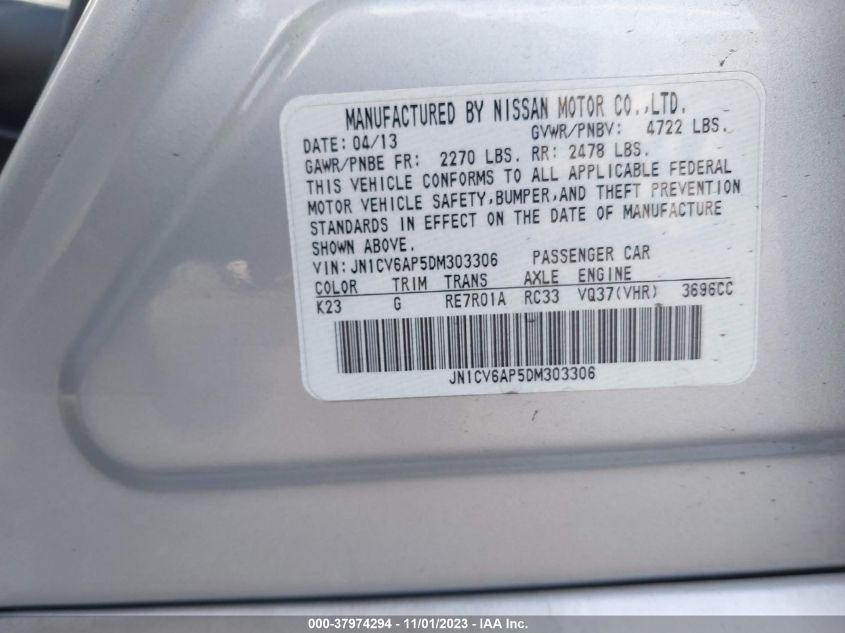 MANUFACTURED BY NISSAN MOTOR CO.,LTD.
DATE: 04/13 GVWR/PNBV: 4722 LBS.
GAWR/PNBE FR: 2270 LBS. RR: 2478 LBS.
THIS VEHICLE CONFORMS TO ALL APPLICABLE FEDERAL
MOTOR VEHICLE SAFETY,BUMPER,AND THEFT PREVENTION
STANDARDS IN EFFECT ON THE DATE OF MANUFACTURE
SHOWN ABOVE.
VIN:JN1CV6AP5DM303306 PASSENGER CAR
COLOR TRIM TRANS AXLE ENGINE
K23 G RE7R01A RC33 VQ37(VHR) 3696CC
JN1CV6AP5DM303306
000-37974294 - 11/01/2023 - © IAA, Inc.